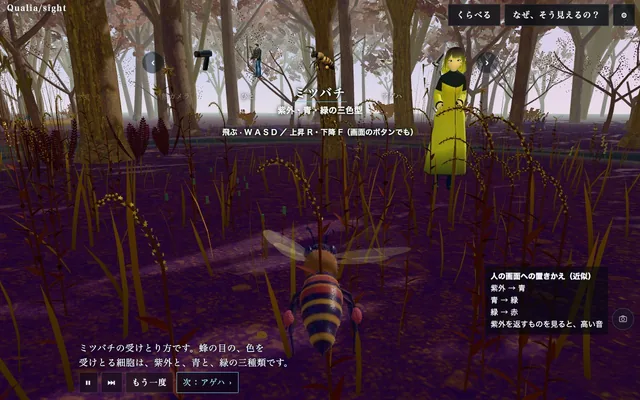 Qualia/sight
くらべる
なぜ、そう見えるの？
ミツバチ
紫外・青・緑の三色型
飛ぶ · W A S D ／ 上昇 R・下降 F（画面のボタンでも）
人の画面への置きかえ（近似）
紫外 → 青
青 → 緑
緑 → 赤
紫外を返すものを見ると、高い音
ミツバチの受けとり方です。蜂の目の、色を
受けとる細胞は、紫外と、青と、緑の三種類です。
もう一度
次：アゲハ ›